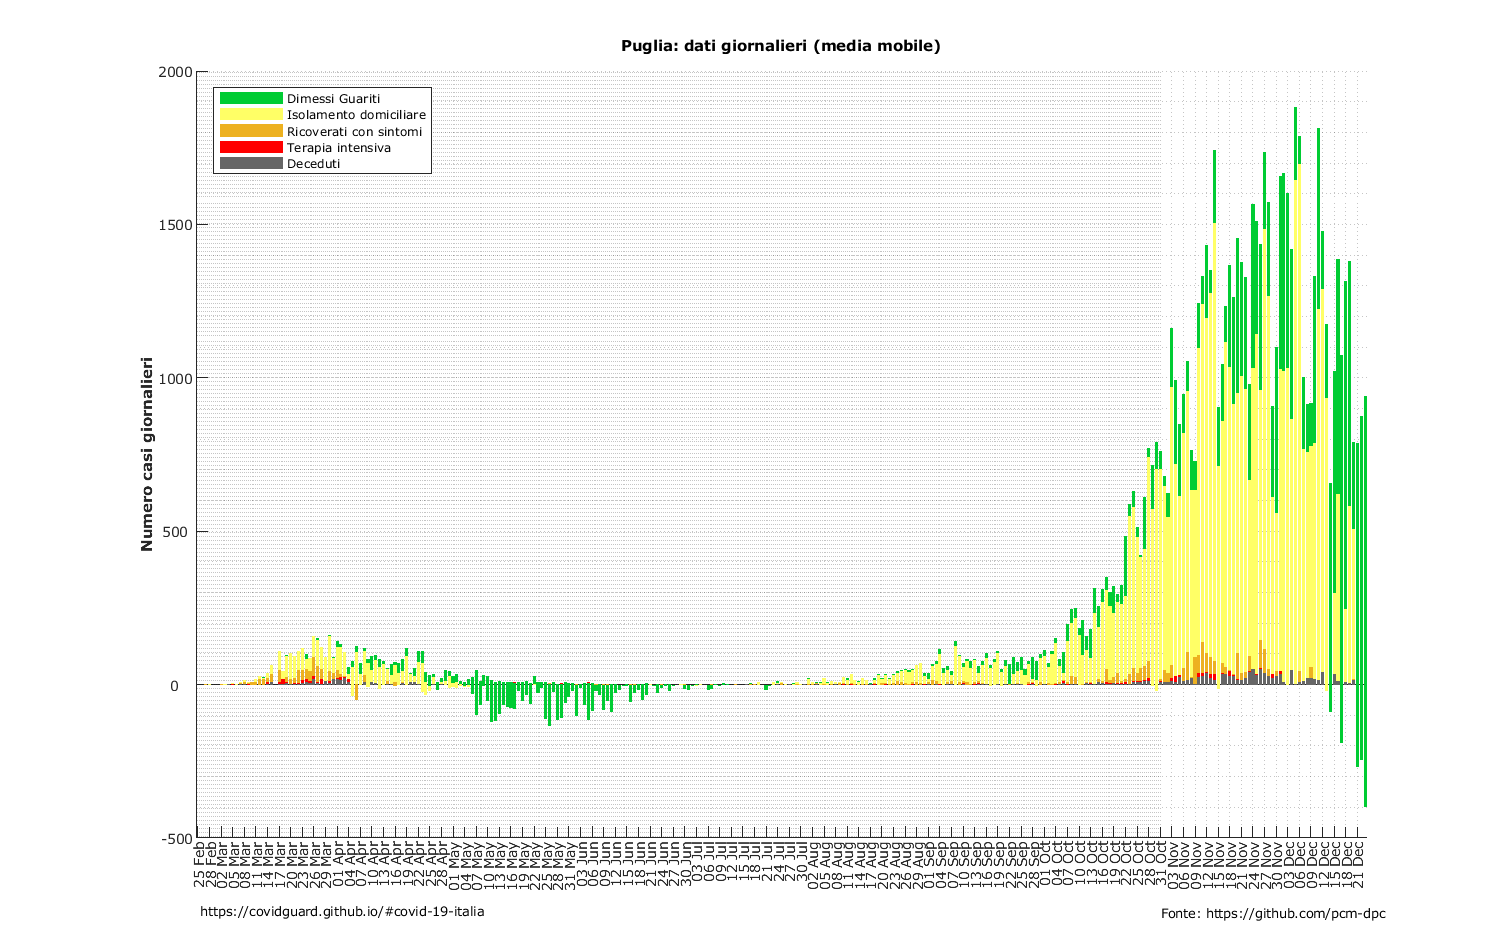 Puglia: dati giornalieri (media mobile)
Dimessi Guariti
Isolamento domiciliare
Ricoverati con sintomi
Terapia intensiva
Deceduti
Numero casi giornalieri
2000
1500
1000
500
0
-500
25 Feb
28 Feb
02 Mar
05 Mar
08 Mar
11 Mar
14 Mar
17 Mar
20 Mar
23 Mar
26 Mar
29 Mar
01 Apr
04 Apr
07 Apr
10 Apr
13 Apr
16 Apr
19 Apr
22 Apr
25 Apr
28 Apr
01 May
04 May
07 May
10 May
13 May
16 May
19 May
22 May
25 May
28 May
31 May
03 Jun
06 Jun
09 Jun
12 Jun
15 Jun
18 Jun
21 Jun
24 Jun
27 Jun
30 Jun
03 Jul
06 Jul
09 Jul
12 Jul
15 Jul
18 Jul
21 Jul
24 Jul
27 Jul
30 Jul
02 Aug
05 Aug
08 Aug
11 Aug
14 Aug
17 Aug
20 Aug
23 Aug
26 Aug
29 Aug
01 Sep
04 Sep
07 Sep
10 Sep
13 Sep
16 Sep
19 Sep
22 Sep
25 Sep
28 Sep
01 Oct
04 Oct
07 Oct
10 Oct
13 Oct
16 Oct
19 Oct
22 Oct
25 Oct
28 Oct
31 Oct
03 Nov
06 Nov
09 Nov
12 Nov
15 Nov
18 Nov
21 Nov
24 Nov
27 Nov
30 Nov
03 Dec
06 Dec
09 Dec
12 Dec
15 Dec
18 Dec
21 Dec
https://covidguard.github.io/#covid-19-italia
Fonte: https://github.com/pcm-dpc